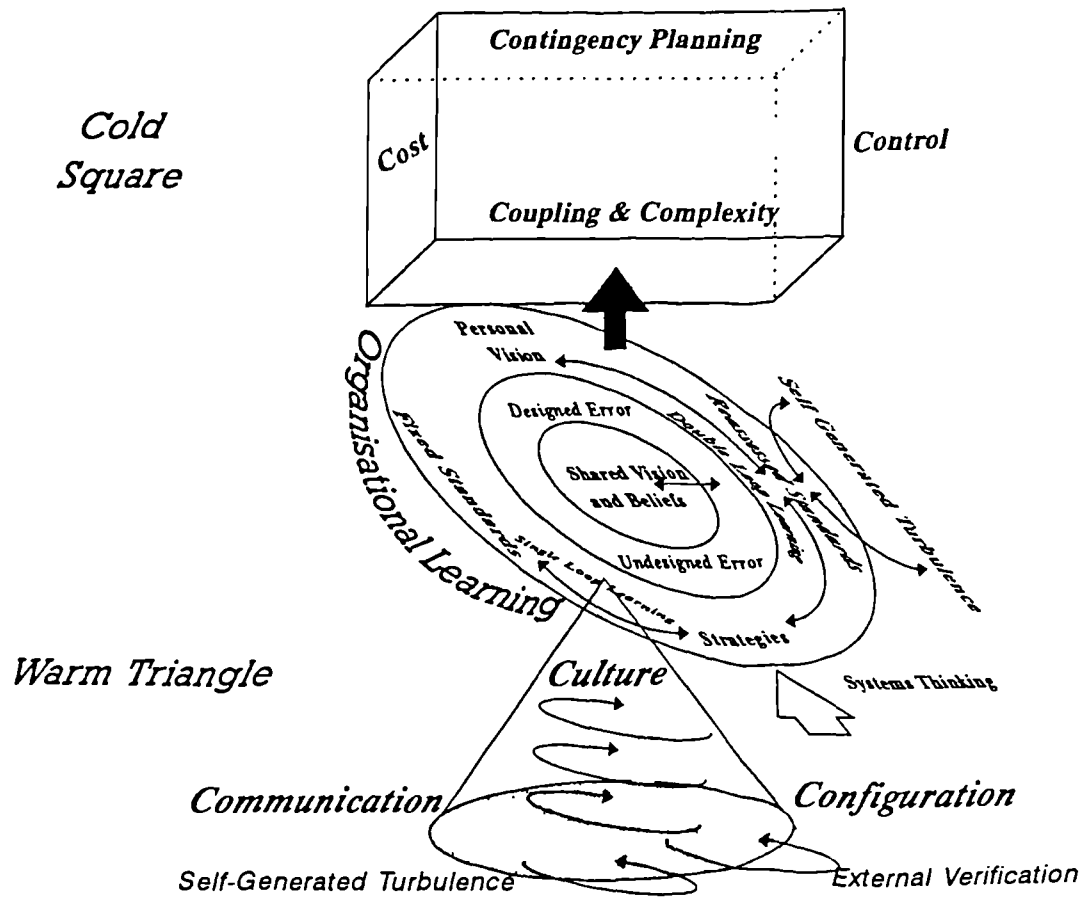 Contingency Planning
Cold
Square
Cost
Control
Coupling & Complexity
Personal
Vision
Organisational Learning
Designed Error
Fixed Standards
Double Loop Learning
Standards
Self Generated Turbulence
Shared Vision
and Beliefs
Undesigned Error
Single Loop Learning
Strategies
Warm Triangle
Culture
Systems Thinking
Communication
Configuration
Self-Generated Turbulence
External Verification